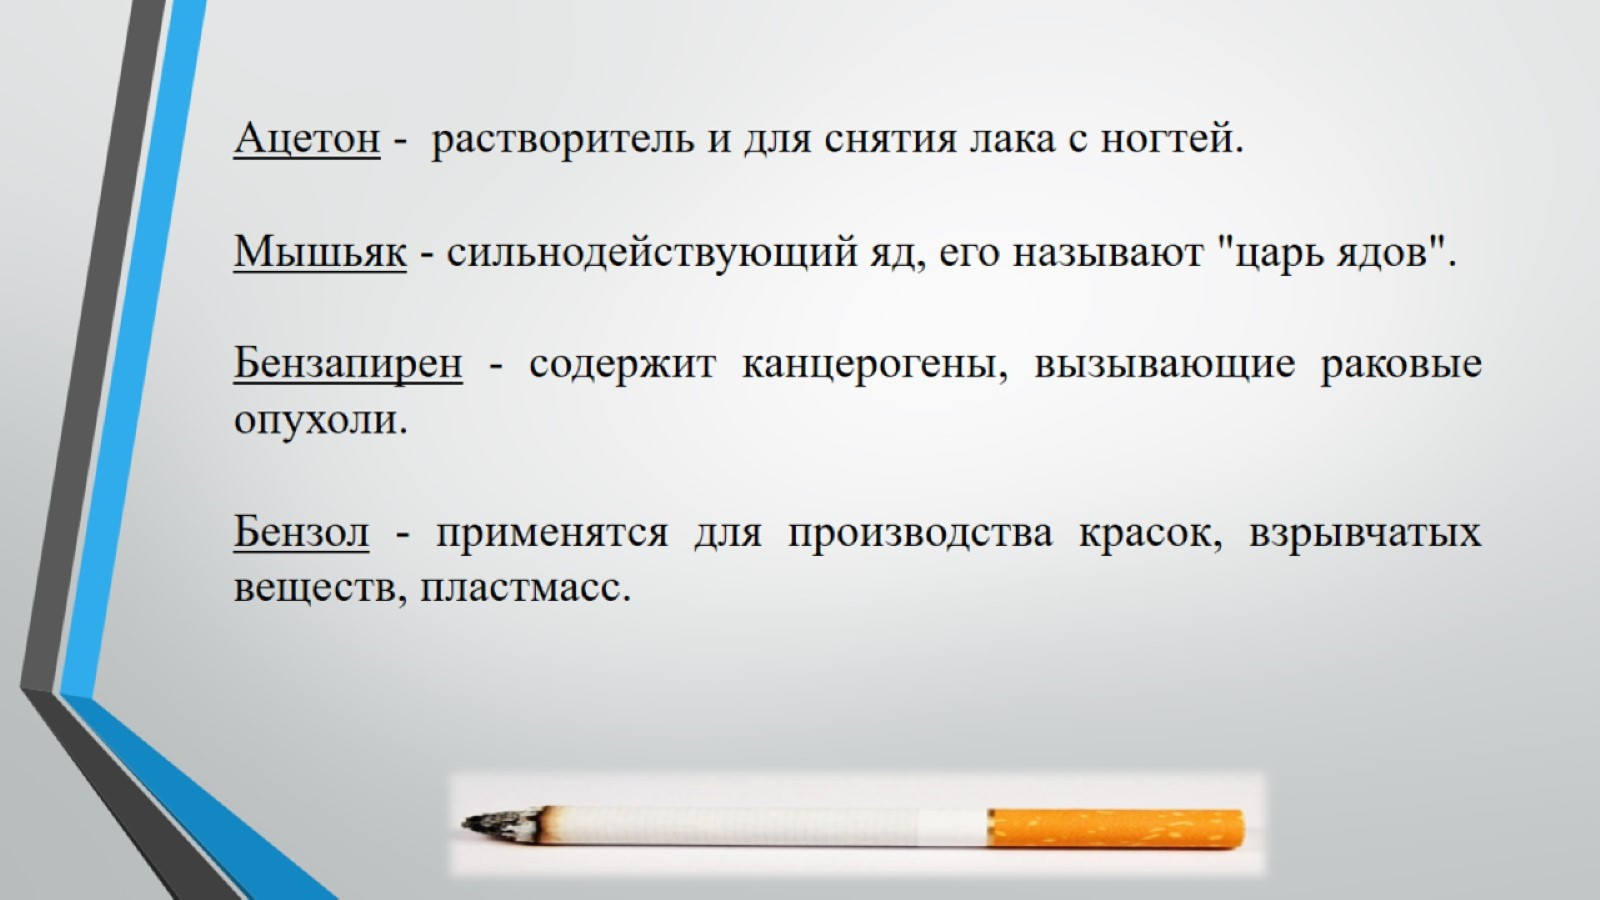 Ацетон - растворитель и для снятия лака с ногтей.
Мышьяк - сильнодействующий яд, его называют "царь ядов".
Бензапирен - содержит канцерогены, вызывающие раковые
опухоли.
Бензол - применятся для производства красок, взрывчатых
веществ, пластмасс.